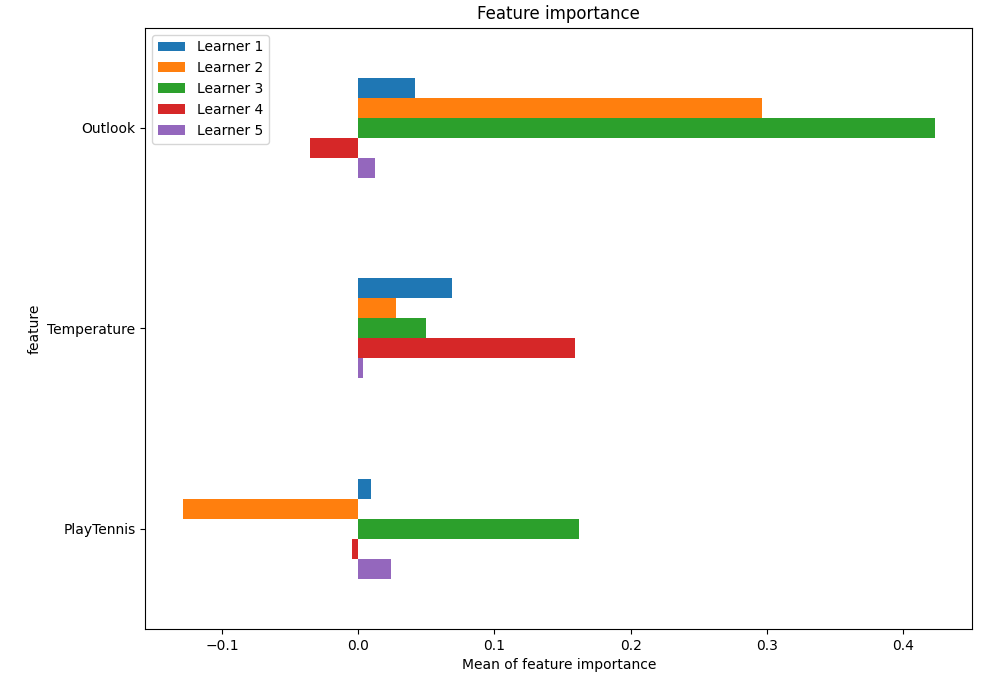 Feature importance
Learner 1
Learner 2
Learner 3
Learner 4
Learner 5
Outlook
Temperature
PlayTennis
feature
−0.1 0.0 0.1 0.2 0.3 0.4
Mean of feature importance